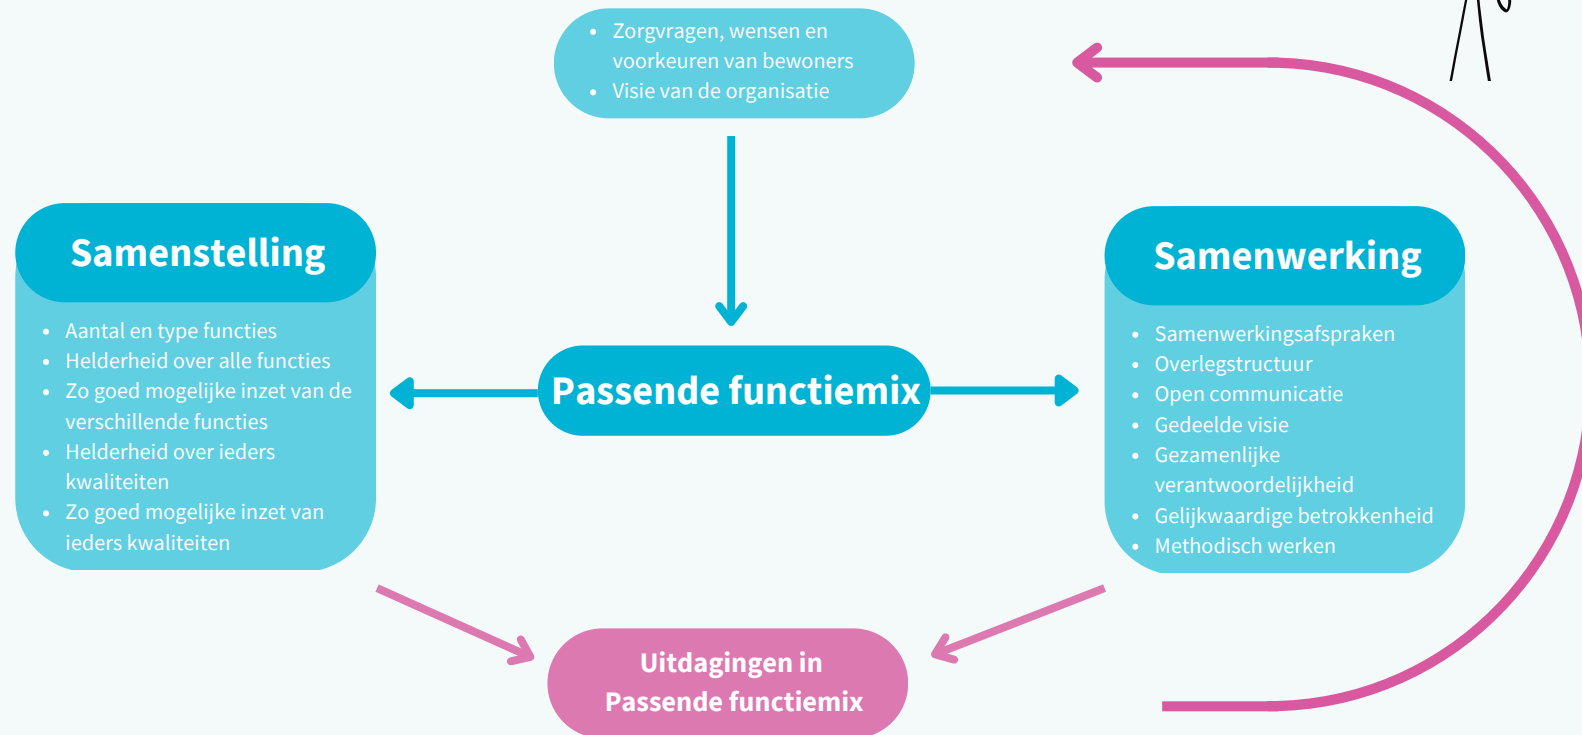 Zorgvragen, wensen en
voorkeuren van bewoners
Visie van de organisatie
Samenstelling
Aantal en type functies
Helderheid over alle functies
Zo goed mogelijke inzet van de
verschillende functies
Helderheid over ieders
kwaliteiten
Zo goed mogelijke inzet van
ieders kwaliteiten
Passende functiemix
Samenwerking
Samenwerkingsafspraken
Overlegstructuur
Open communicatie
Gedeelde visie
Gezamenlijke
verantwoordelijkheid
Gelijkwaardige betrokkenheid
Methodisch werken
Uitdagingen in
Passende functiemix